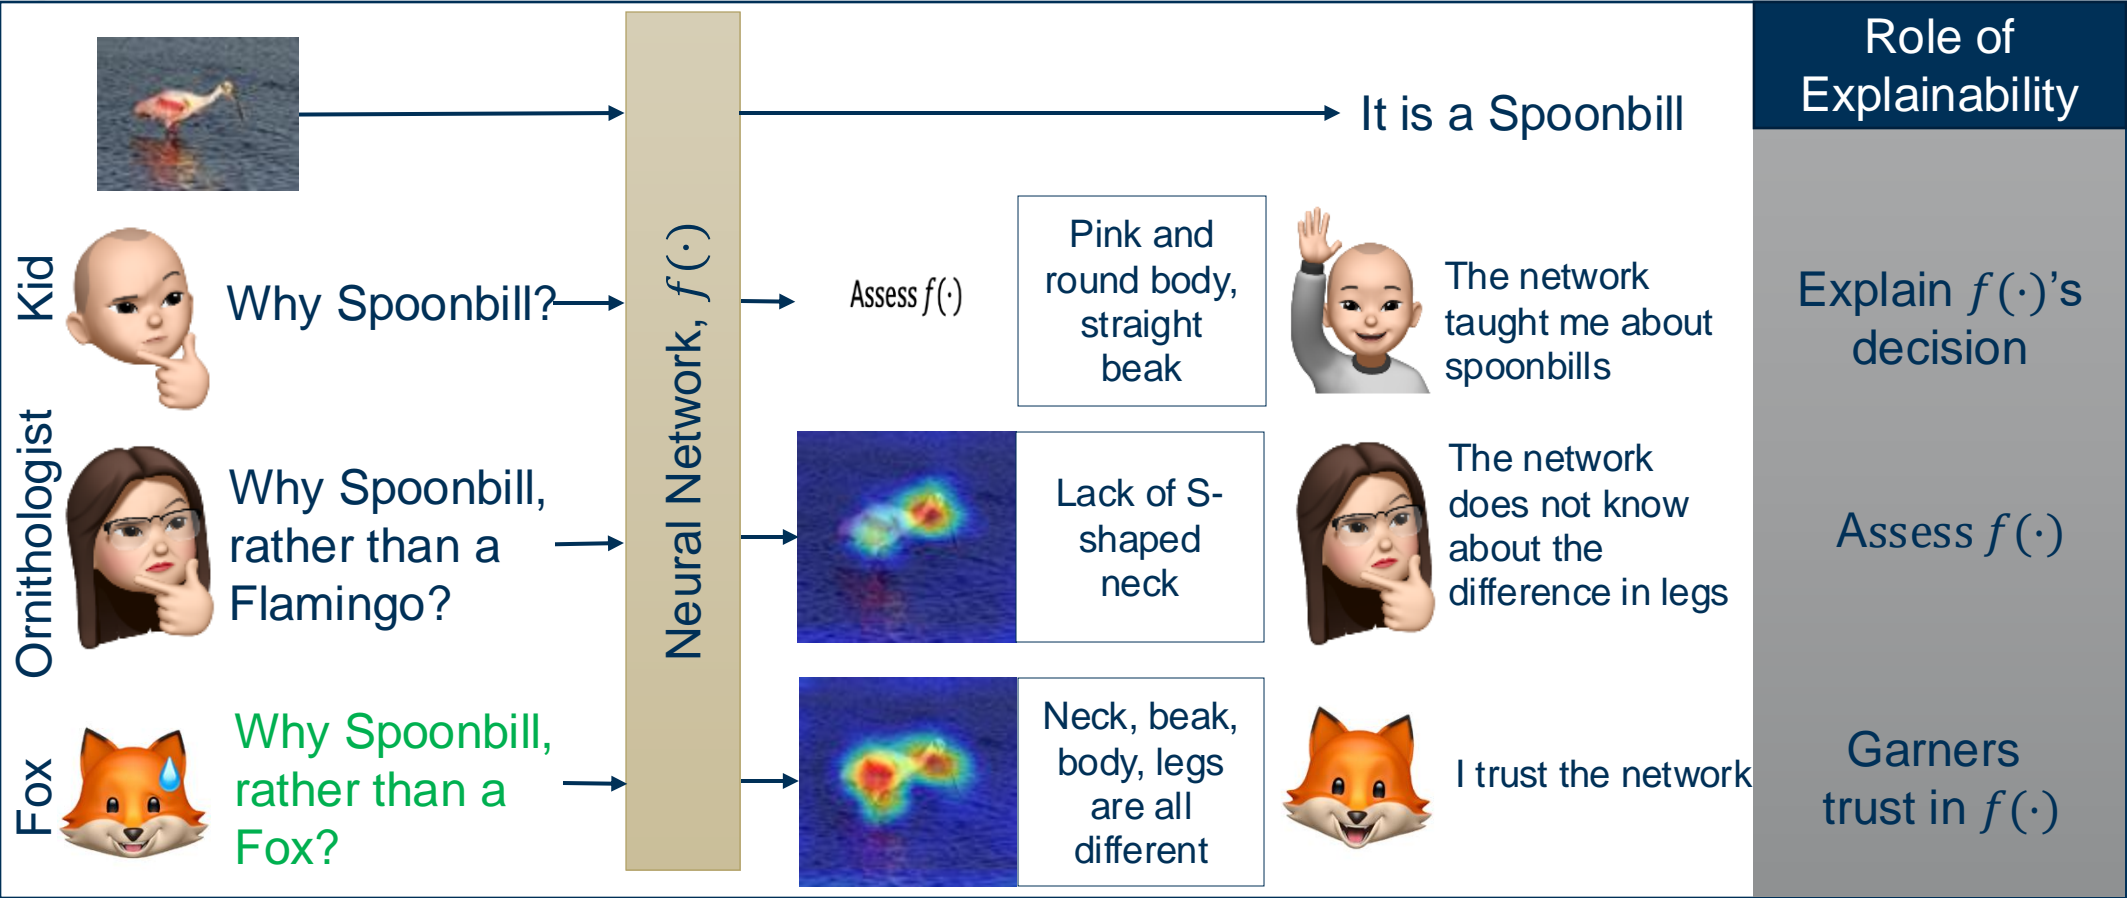 Role of
Explainability
It is a Spoonbill
Kid
Why Spoonbill?
Neural Network, f(·)
Assess f(·)
Pink and
round body,
straight
beak
The network
taught me about
spoonbills
Explain f(·)'s
decision
Ornithologist
Why Spoonbill,
rather than a
Flamingo?
Lack of S-
shaped
neck
The network
does not know
about the
difference in legs
Assess f(·)
Fox
Why Spoonbill,
rather than a
Fox?
Neck, beak,
body, legs
are all
different
I trust the network
Garners
trust in f(·)